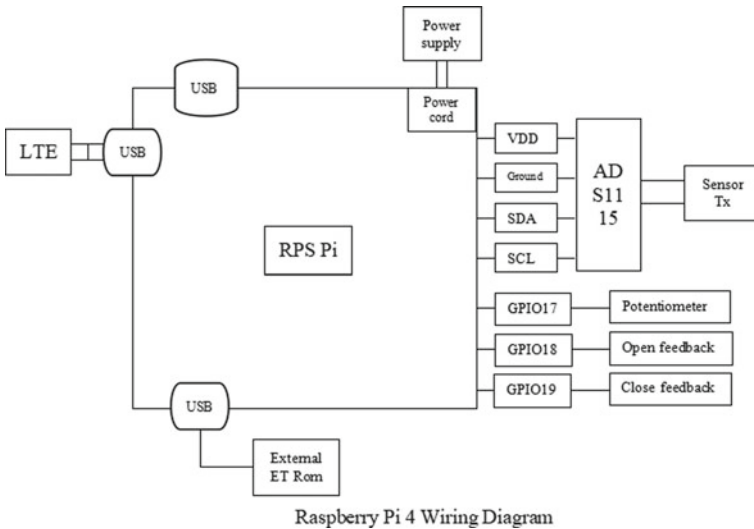 Power
supply
USB
Power
cord
LTE
USB
VDD
Ground
SDA
SCL
AD
S11
15
Sensor
Tx
RPS Pi
GPIO17
Potentiometer
GPIO18
Open feedback
GPIO19
Close feedback
USB
External
ET Rom
Raspberry Pi 4 Wiring Diagram